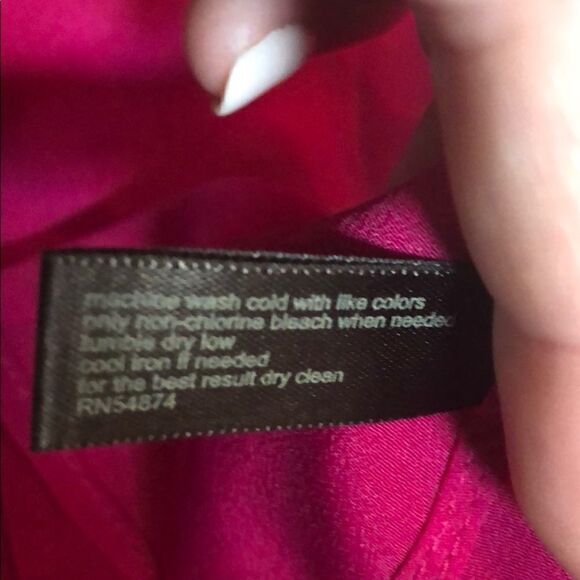 machine wash cold with like colors
only non-chlorine bleach when needed
tumble dry low
cool iron if needed
for the best result dry clean
RN54874